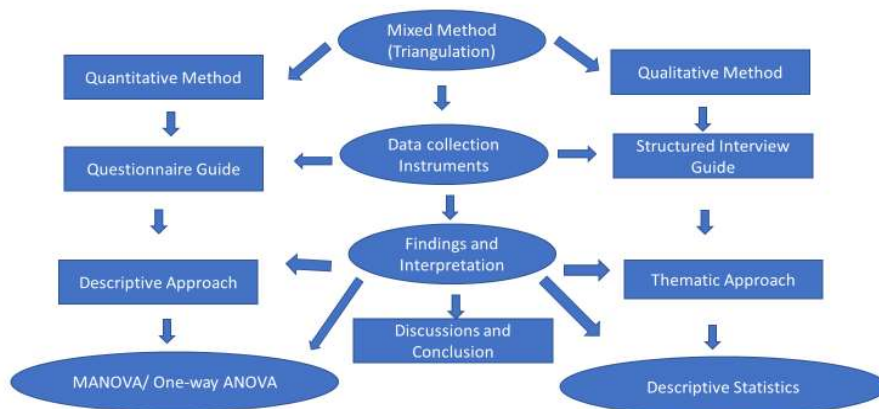 Mixed Method
(Triangulation)
Quantitative Method
Qualitative Method
Data collection
Instruments
Questionnaire Guide
Structured Interview
Guide
Findings and
Interpretation
Descriptive Approach
Thematic Approach
Discussions and
Conclusion
MANOVA/ One-way ANOVA
Descriptive Statistics